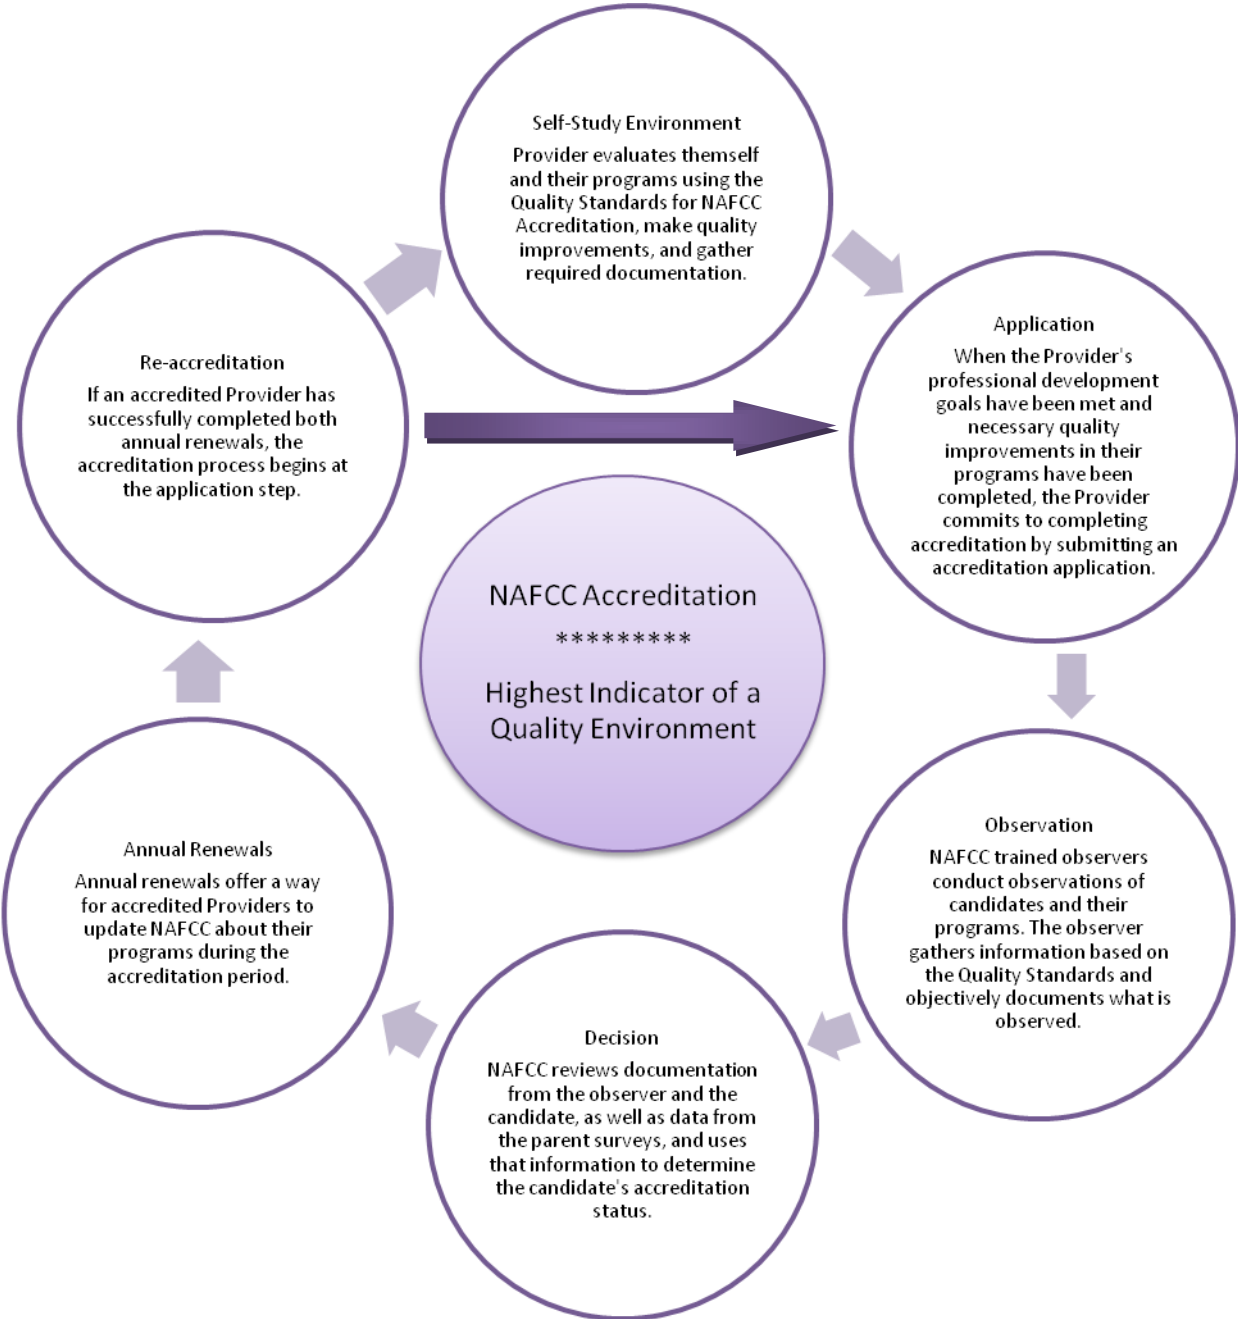 Self-Study Environment
Provider evaluates themself
and their programs using the
Quality Standards for NAFCC
Accreditation, make quality
improvements, and gather
required documentation.
Application
When the Provider's
professional development
goals have been met and
necessary quality
improvements in their
programs have been
completed, the Provider
commits to completing
accreditation by submitting an
accreditation application.
Observation
NAFCC trained observers
conduct observations of
candidates and their
programs. The observer
gathers information based on
the Quality Standards and
objectively documents what is
observed.
Decision
NAFCC reviews documentation
from the observer and the
candidate, as well as data from
the parent surveys, and uses
that information to determine
the candidate's accreditation
status.
Annual Renewals
Annual renewals offer a way
for accredited Providers to
update NAFCC about their
programs during the
accreditation period.
Re-accreditation
If an accredited Provider has
successfully completed both
annual renewals, the
accreditation process begins at
the application step.
NAFCC Accreditation
*********
Highest Indicator of a
Quality Environment